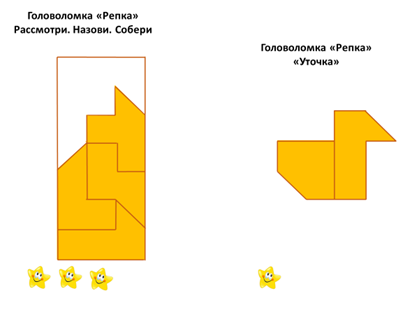 Головоломка «Репка»
Рассмотри. Назови. Собери
Головоломка «Репка»
«Уточка»